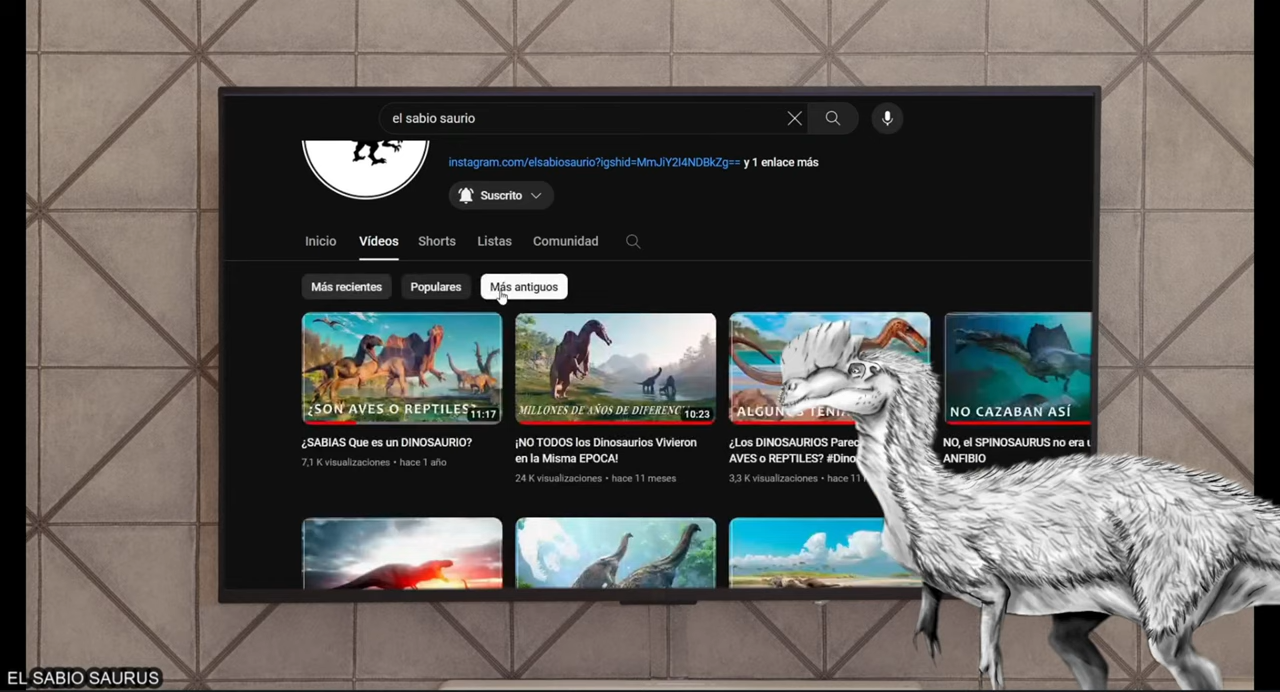 el sabio saurio
instagram.com/elsabiosaurio?igshid=MmJiY2I4NDBkZg== y 1 enlace más
Suscrito
Inicio Vídeos Shorts Listas Comunidad
Más recientes Populares Más antiguos
¿SON AVES O REPTILES 11:17
MILLONES DE AÑOS DE DIFERENC 10:23
ALGUNOS TENI
NO CAZABAN ASÍ
¿SABIAS Que es un DINOSAURIO?
7,1 K visualizaciones • hace 1 año
¡NO TODOS los Dinosaurios Vivieron
en la Misma EPOCA!
24 K visualizaciones • hace 11 meses
¿Los DINOSAURIOS Parec
AVES o REPTILES? #Dino
3,3 K visualizaciones • hace 11
NO, el SPINOSAURUS no era
ANFIBIO
EL SABIO SAURUS